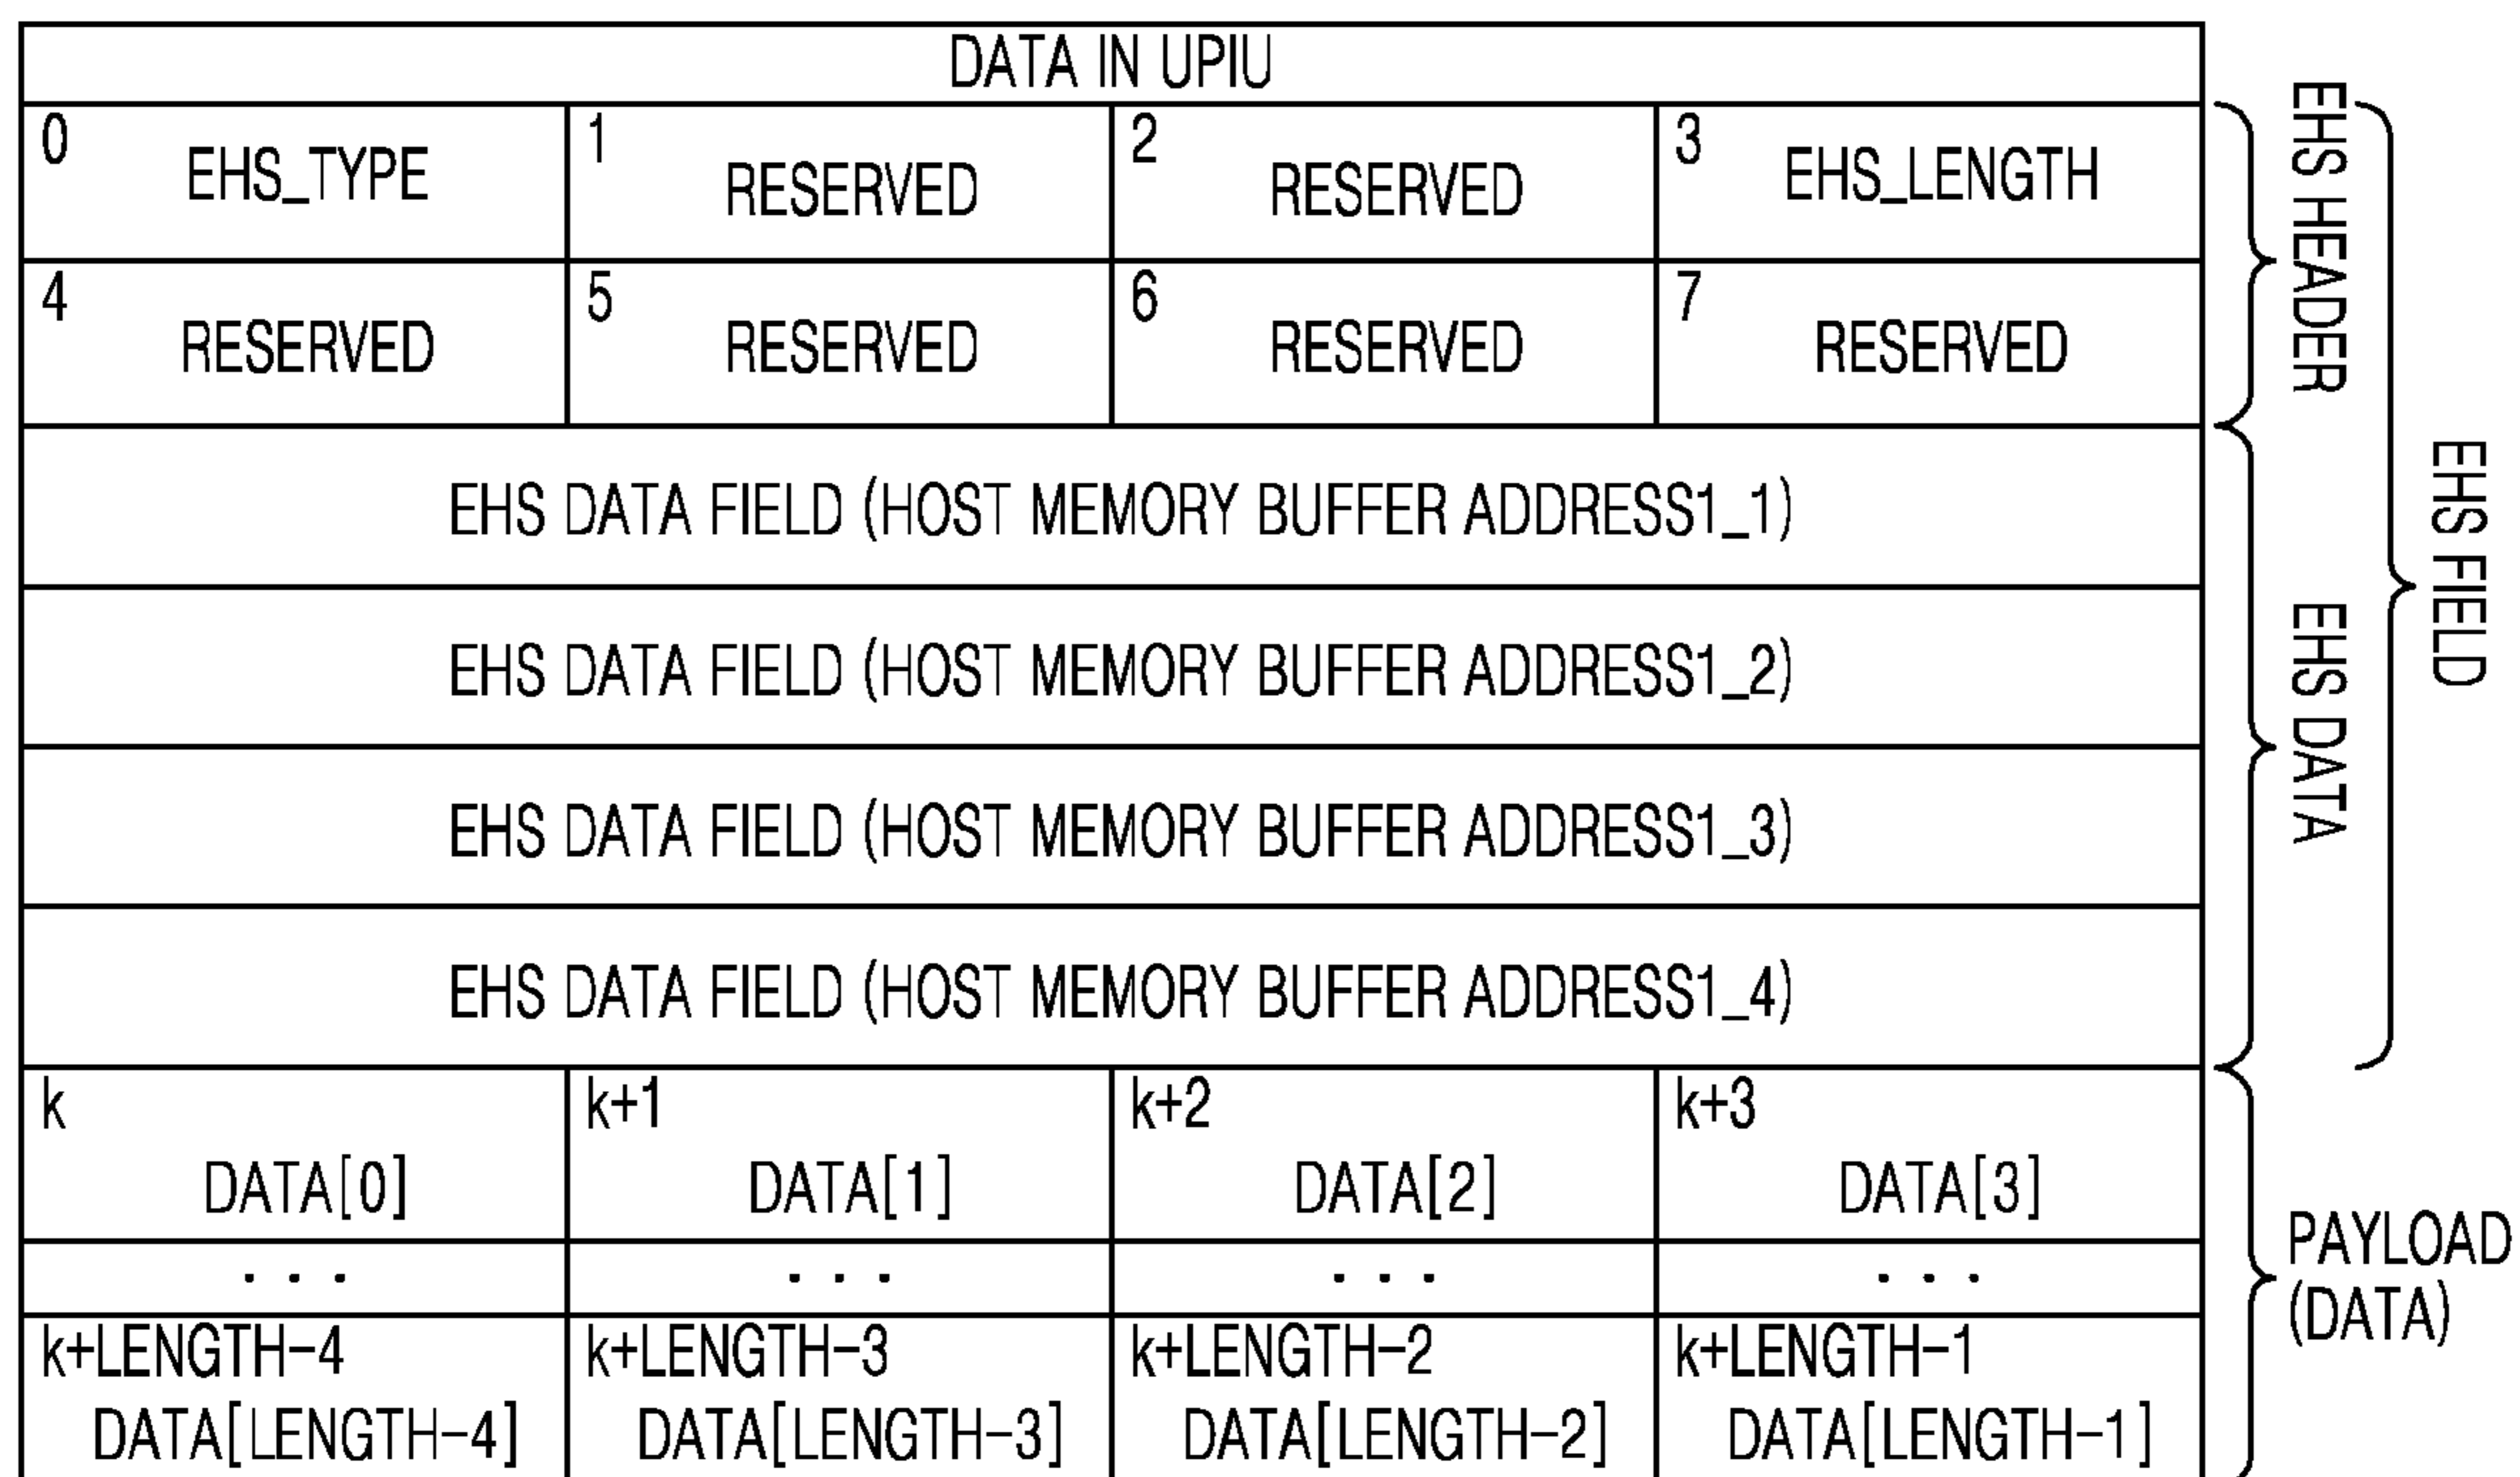 DATA IN UPIU
0 EHS_TYPE 1 RESERVED 2 RESERVED 3 EHS_LENGTH
4 RESERVED 5 RESERVED 6 RESERVED 7 RESERVED
EHS HEADER
EHS DATA FIELD (HOST MEMORY BUFFER ADDRESS1_1)
EHS DATA FIELD (HOST MEMORY BUFFER ADDRESS1_2)
EHS DATA FIELD (HOST MEMORY BUFFER ADDRESS1_3)
EHS DATA FIELD (HOST MEMORY BUFFER ADDRESS1_4)
EHS DATA
EHS FIELD
k k+1 k+2 k+3
DATA[0] DATA[1] DATA[2] DATA[3]
... ... ... ...
k+LENGTH-4 k+LENGTH-3 k+LENGTH-2 k+LENGTH-1
DATA[LENGTH-4] DATA[LENGTH-3] DATA[LENGTH-2] DATA[LENGTH-1]
PAYLOAD
(DATA)